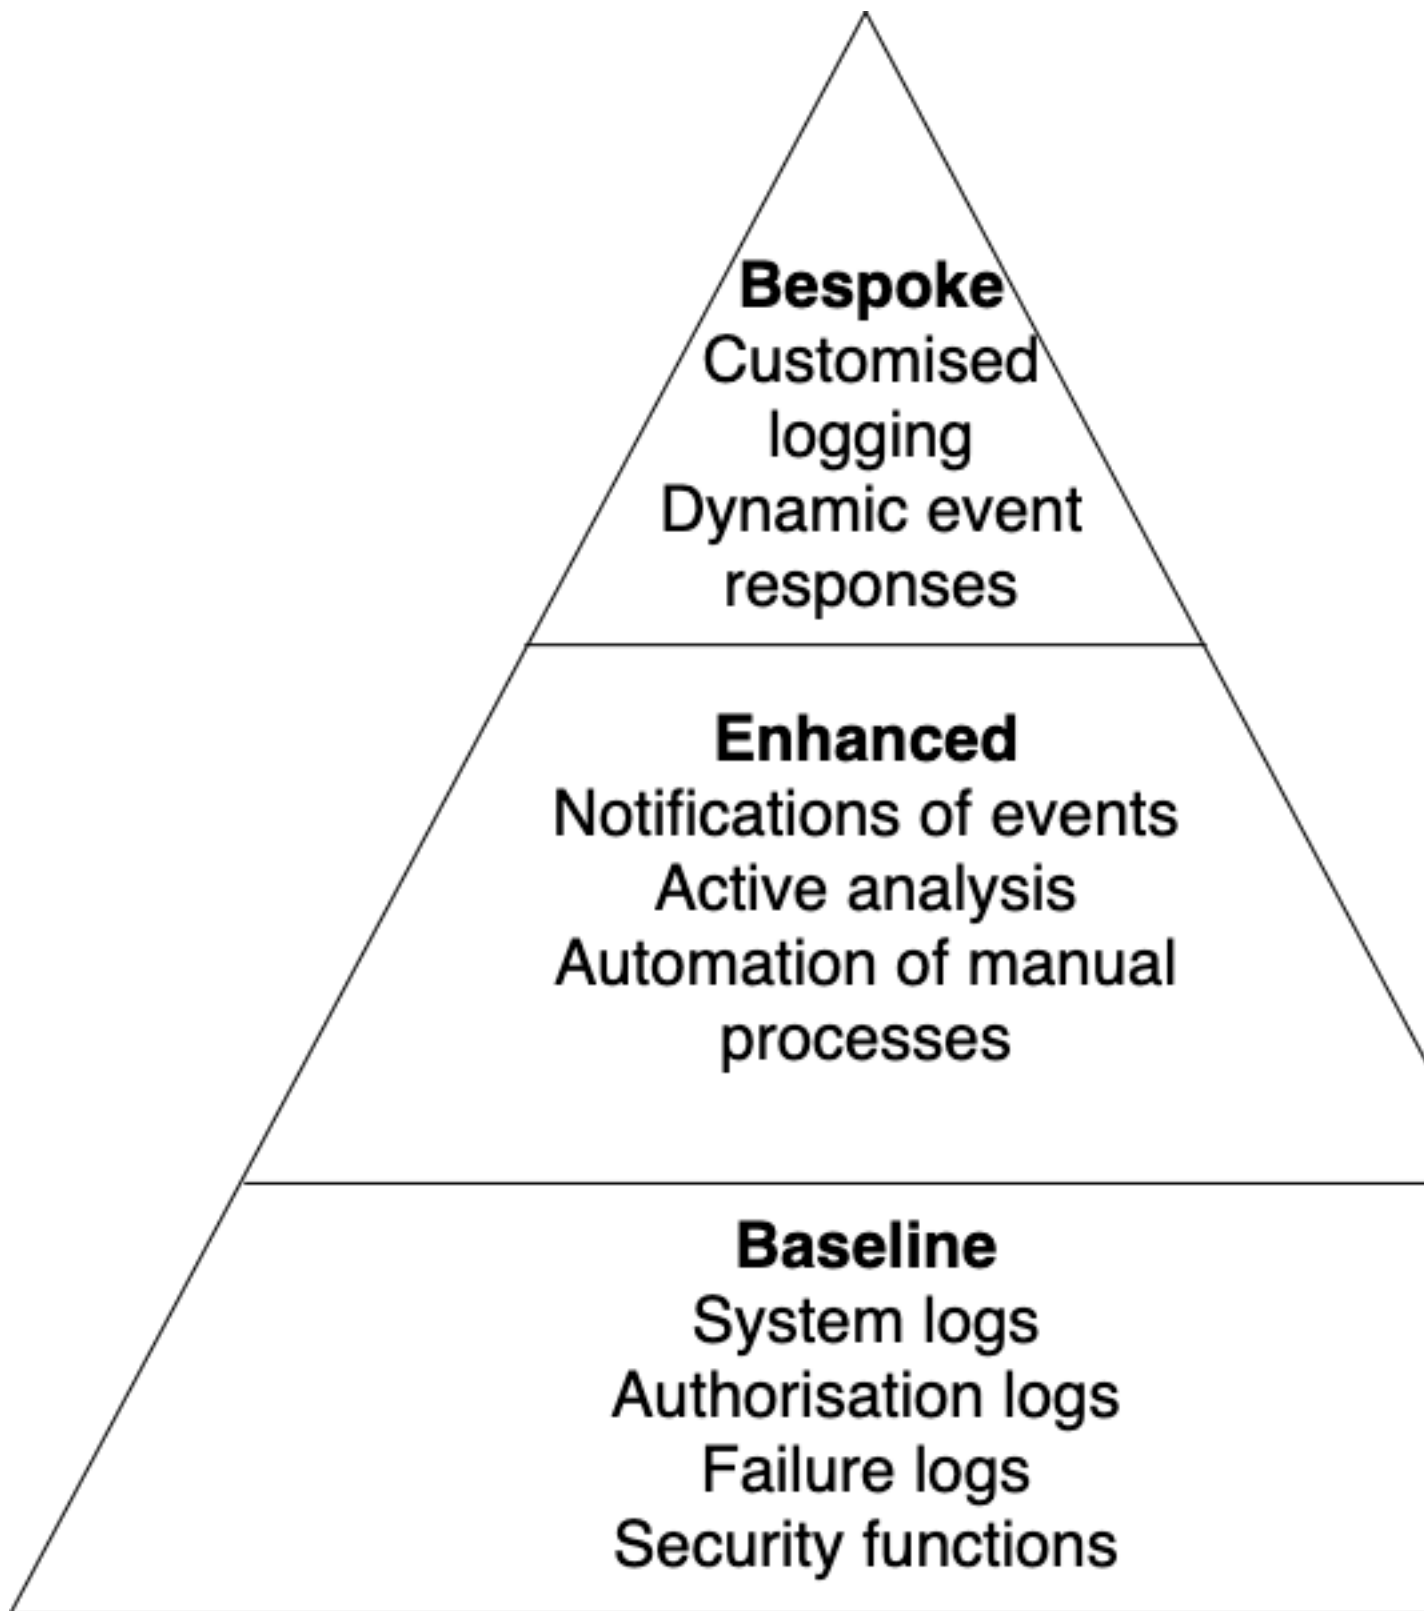 Bespoke
Customised
logging
Dynamic event
responses
Enhanced
Notifications of events
Active analysis
Automation of manual
processes
Baseline
System logs
Authorisation logs
Failure logs
Security functions